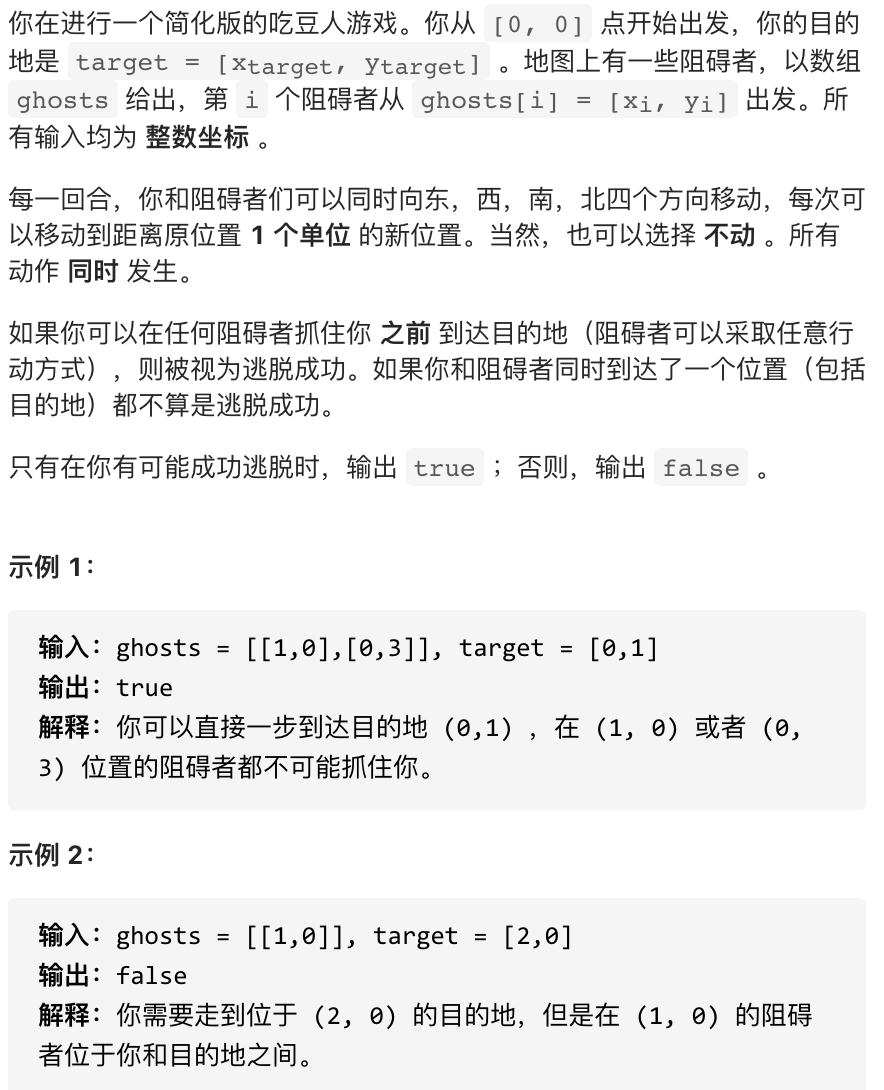 你在进行一个简化版的吃豆人游戏。你从 [0, 0] 点开始出发，你的目的
地是 target = [xtarget, ytarget] 。地图上有一些阻碍者，以数组
ghosts 给出，第 i 个阻碍者从 ghosts[i] = [xi, yi] 出发。所
有输入均为 整数坐标 。
每一回合，你和阻碍者们可以同时向东，西，南，北四个方向移动，每次可
以移动到距离原位置 1 个单位 的新位置。当然，也可以选择 不动 。所有
动作 同时 发生。
如果你可以在任何阻碍者抓住你 之前 到达目的地（阻碍者可以采取任意行
动方式），则被视为逃脱成功。如果你和阻碍者同时到达了一个位置（包括
目的地）都不算是逃脱成功。
只有在你有可能成功逃脱时，输出 true ；否则，输出 false 。
示例 1：
输入：ghosts = [[1,0],[0,3]], target = [0,1]
输出：true
解释：你可以直接一步到达目的地 (0,1) ，在 (1, 0) 或者 (0,
3) 位置的阻碍者都不可能抓住你。
示例 2：
输入：ghosts = [[1,0]], target = [2,0]
输出：false
解释：你需要走到位于 (2, 0) 的目的地，但是在 (1, 0) 的阻碍
者位于你和目的地之间。